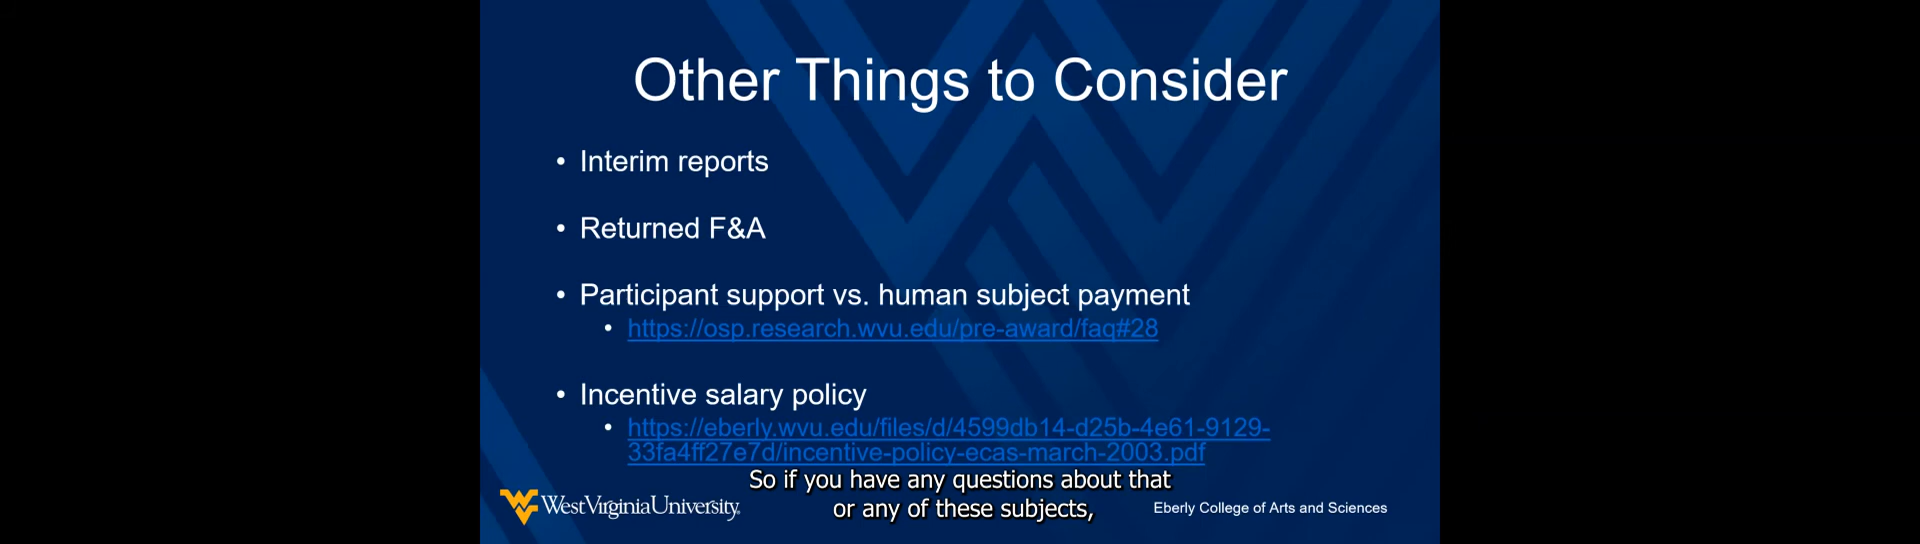 Other Things to Consider
• Interim reports
• Returned F&A
• Participant support vs. human subject payment
• https://osp.research.wvu.edu/pre-award/faq#28
• Incentive salary policy
• https://eberly.wvu.edu/files/d/4599db14-d25b-4e61-9129-
33fa4ff27e7d/incentive-policy-ecas-march-2003.pdf
So if you have any questions about that
or any of these subjects,
WestVirginiaUniversity.
Eberly College of Arts and Sciences